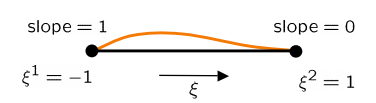 slope = 1
slope = 0
ξ¹ = −1
ξ
ξ² = 1